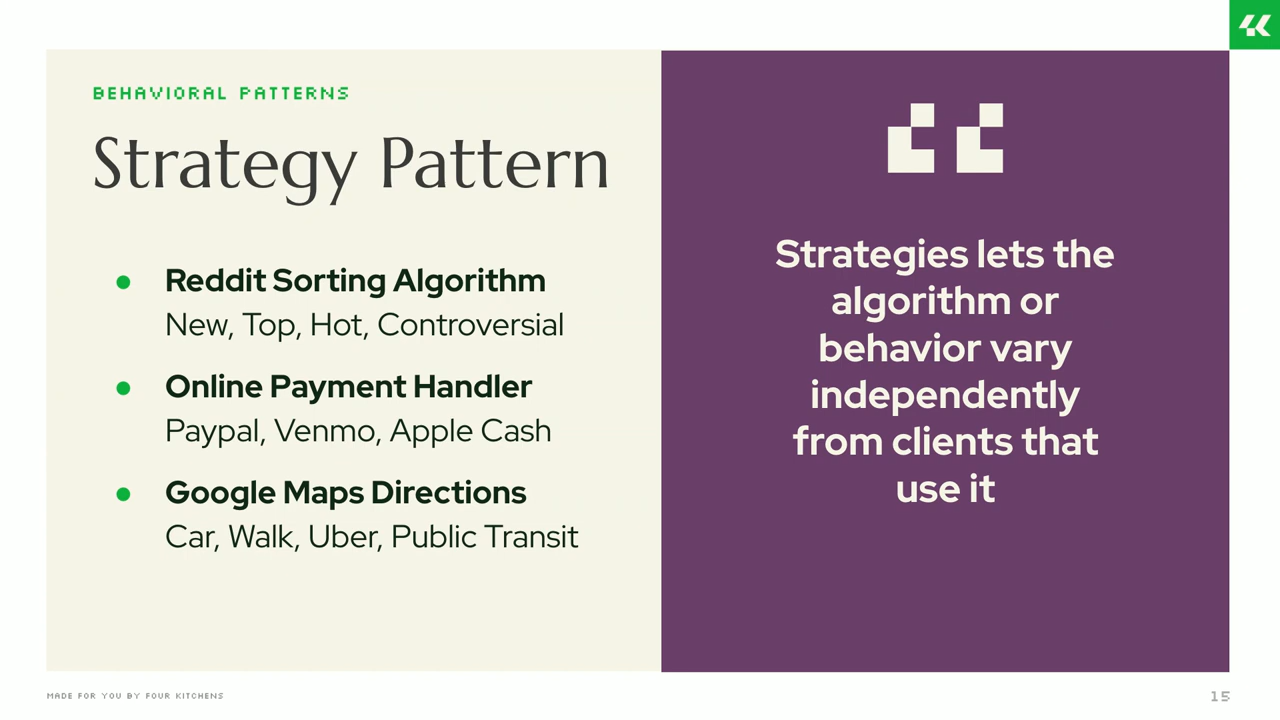 BEHAVIORAL PATTERNS
Strategy Pattern
● Reddit Sorting Algorithm
New, Top, Hot, Controversial
● Online Payment Handler
Paypal, Venmo, Apple Cash
● Google Maps Directions
Car, Walk, Uber, Public Transit
“
Strategies lets the
algorithm or
behavior vary
independently
from clients that
use it
MADE FOR YOU BY FOUR KITCHENS
15